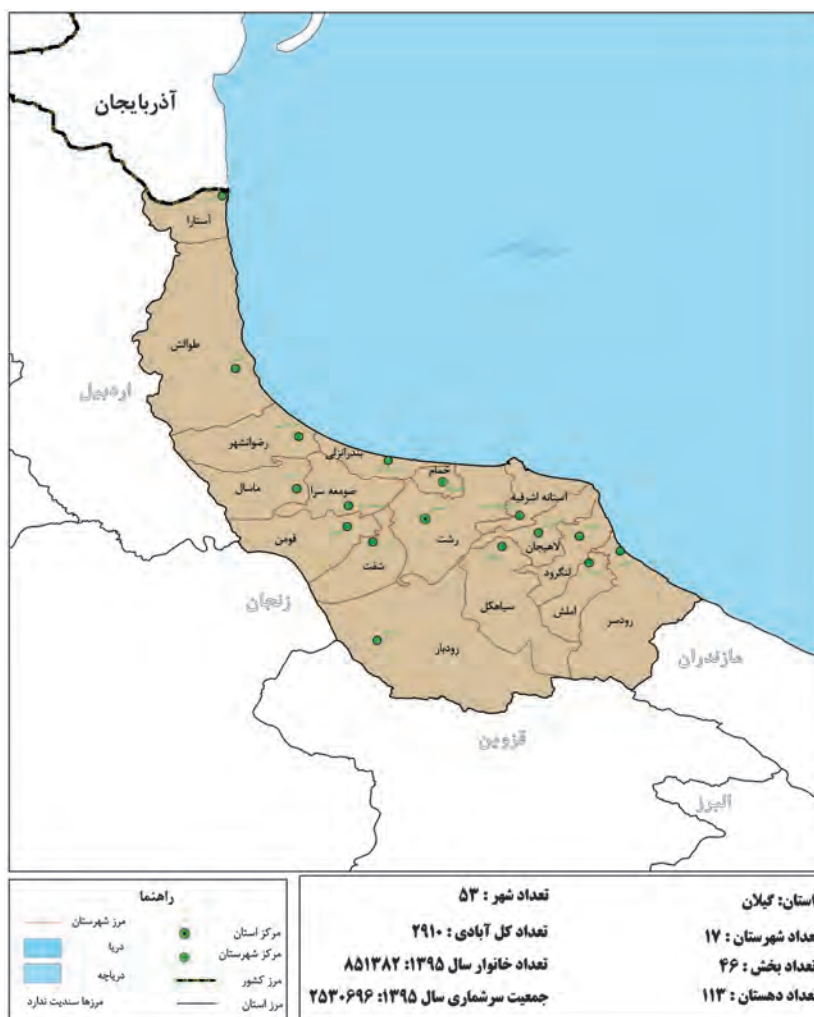 آذربایجان
آستارا
طوالش
اردبیل
رضوانشهر
بندرانزلی
خمام
ماسال
صومعه سرا
آستانه اشرفیه
فومن
رشت
لاهیجان
شفت
لنگرود
زنجان
سیاهکل
املش
رودسر
رودبار
مازندران
قزوین
البرز
راهنما
مرکز استان
مرز شهرستان
مرکز شهرستان
دریا
مرز کشور
دریاچه
مرز استان
مرزها سندیت ندارد
استان: گیلان
تعداد شهر : ۵۳
تعداد شهرستان : ۱۷
تعداد کل آبادی : ۲۹۱۰
تعداد بخش : ۴۶
تعداد خانوار سال ۱۳۹۵: ۸۵۱۳۸۲
تعداد دهستان : ۱۱۳
جمعیت سرشماری سال ۱۳۹۵: ۲۵۳۰۶۹۶